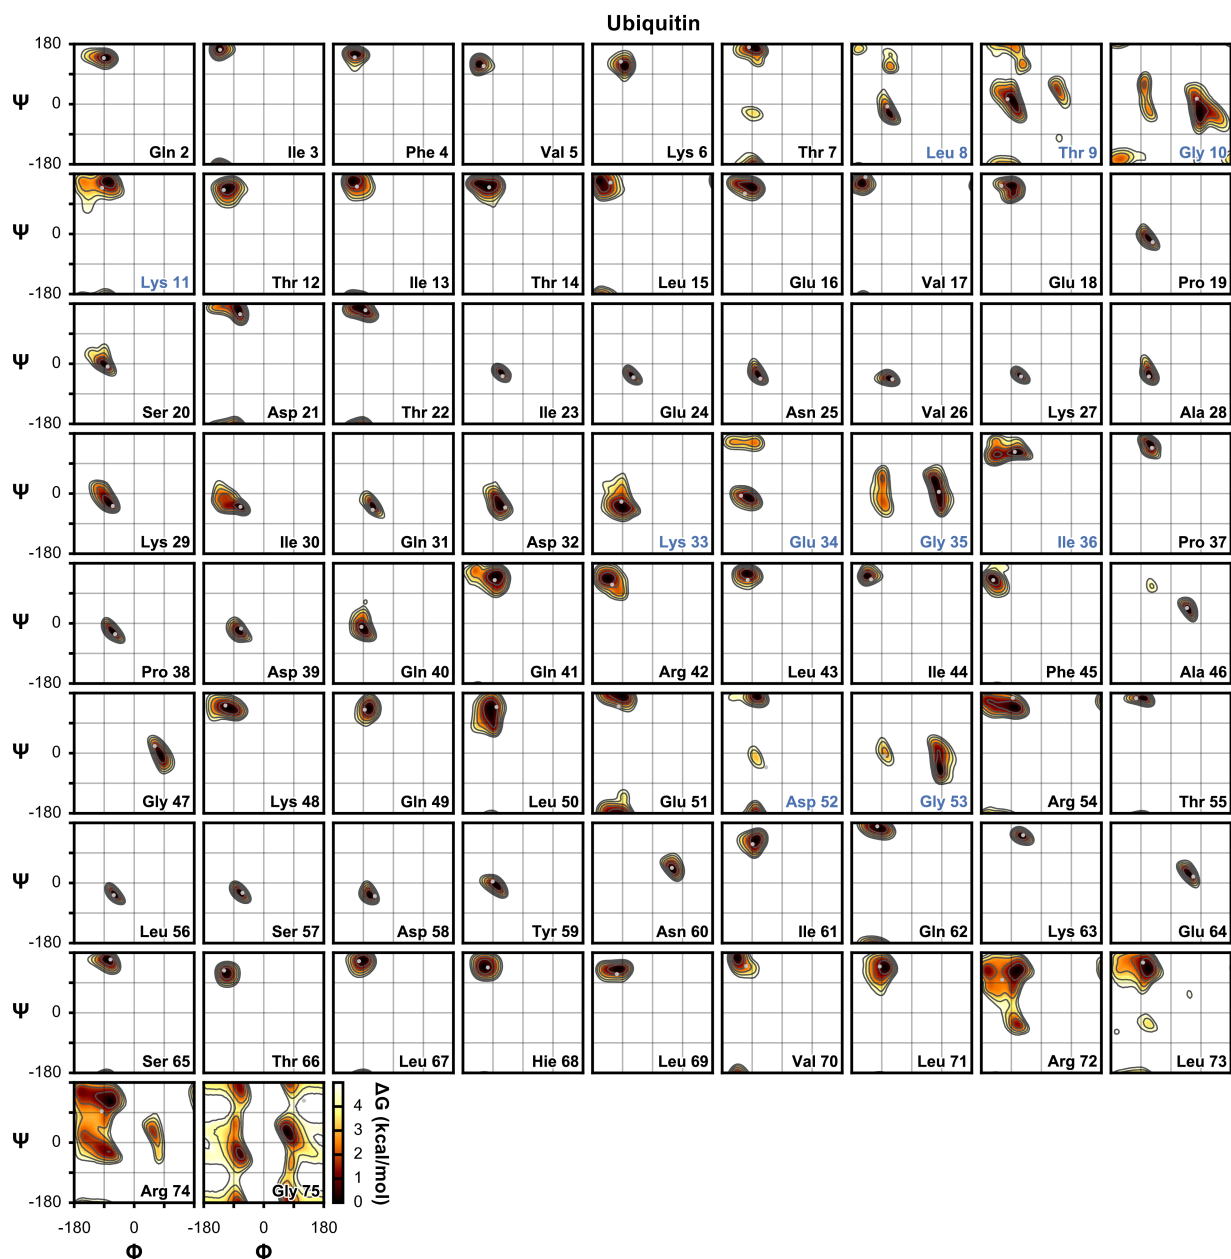 Ubiquitin
180
Ψ
0
-180
Gln 2
Ile 3
Phe 4
Val 5
Lys 6
Thr 7
Leu 8
Thr 9
Gly 10
Ψ
0
-180
Lys 11
Thr 12
Ile 13
Thr 14
Leu 15
Glu 16
Val 17
Glu 18
Pro 19
Ψ
0
-180
Ser 20
Asp 21
Thr 22
Ile 23
Glu 24
Asn 25
Val 26
Lys 27
Ala 28
Ψ
0
-180
Lys 29
Ile 30
Gln 31
Asp 32
Lys 33
Glu 34
Gly 35
Ile 36
Pro 37
Ψ
0
-180
Pro 38
Asp 39
Gln 40
Gln 41
Arg 42
Leu 43
Ile 44
Phe 45
Ala 46
Ψ
0
-180
Gly 47
Lys 48
Gln 49
Leu 50
Glu 51
Asp 52
Gly 53
Arg 54
Thr 55
Ψ
0
-180
Leu 56
Ser 57
Asp 58
Tyr 59
Asn 60
Ile 61
Gln 62
Lys 63
Glu 64
Ψ
0
-180
Ser 65
Thr 66
Leu 67
Hie 68
Leu 69
Val 70
Leu 71
Arg 72
Leu 73
Ψ
0
-180
Arg 74
Gly 75
4
3
2
1
0
ΔG (kcal/mol)
-180
0
-180
0
180
Φ
Φ